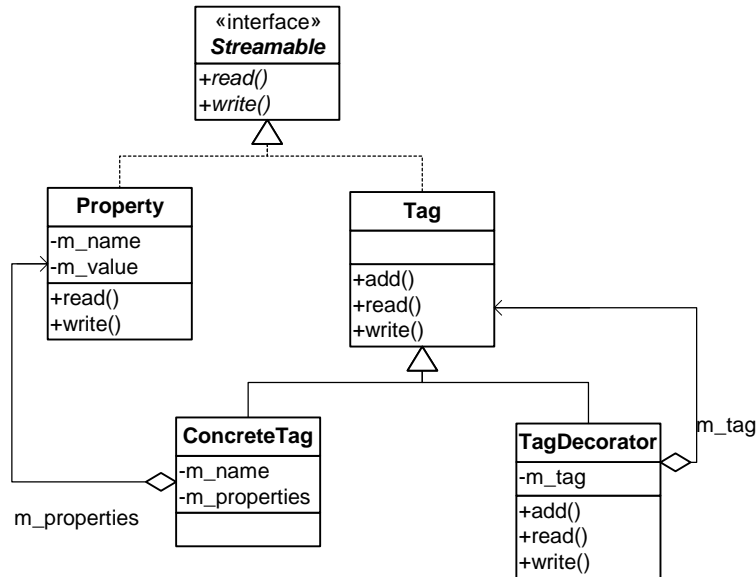 «interface»
Streamable
+read()
+write()
Property
-m_name
-m_value
+read()
+write()
Tag
+add()
+read()
+write()
ConcreteTag
-m_name
-m_properties
m_properties
TagDecorator
-m_tag
+add()
+read()
+write()
m_tag